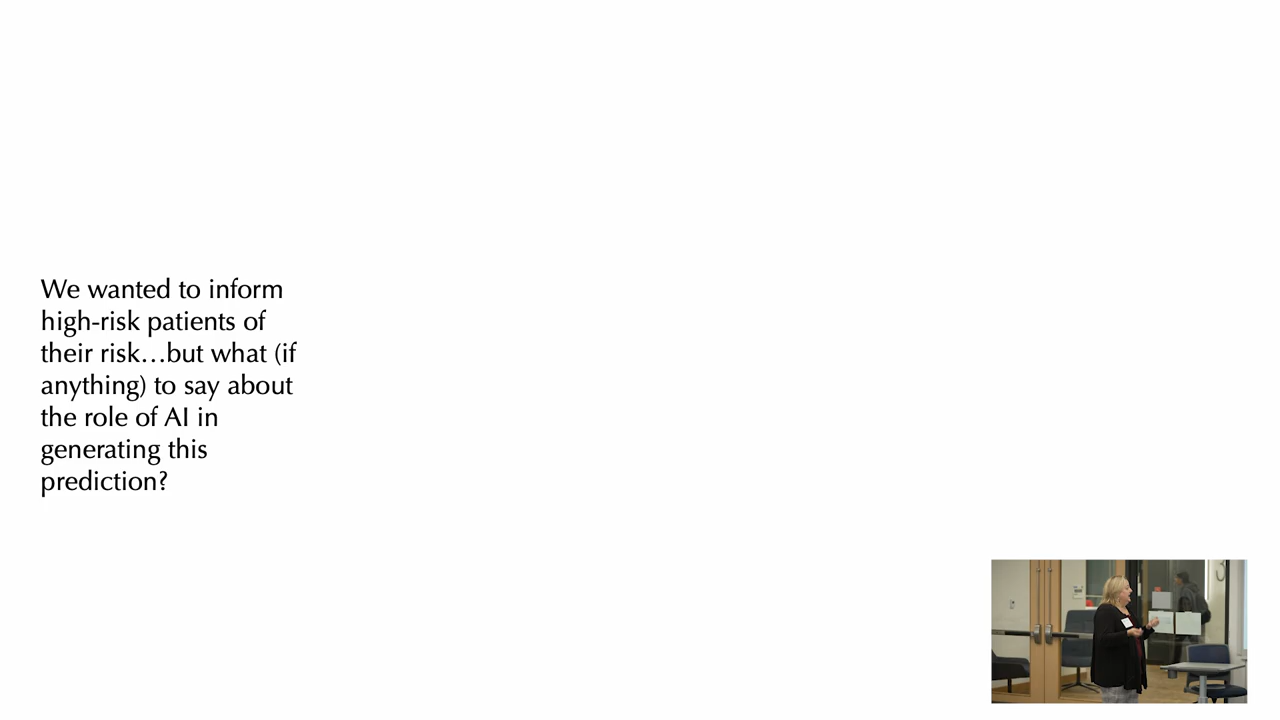 We wanted to inform
high-risk patients of
their risk…but what (if
anything) to say about
the role of AI in
generating this
prediction?